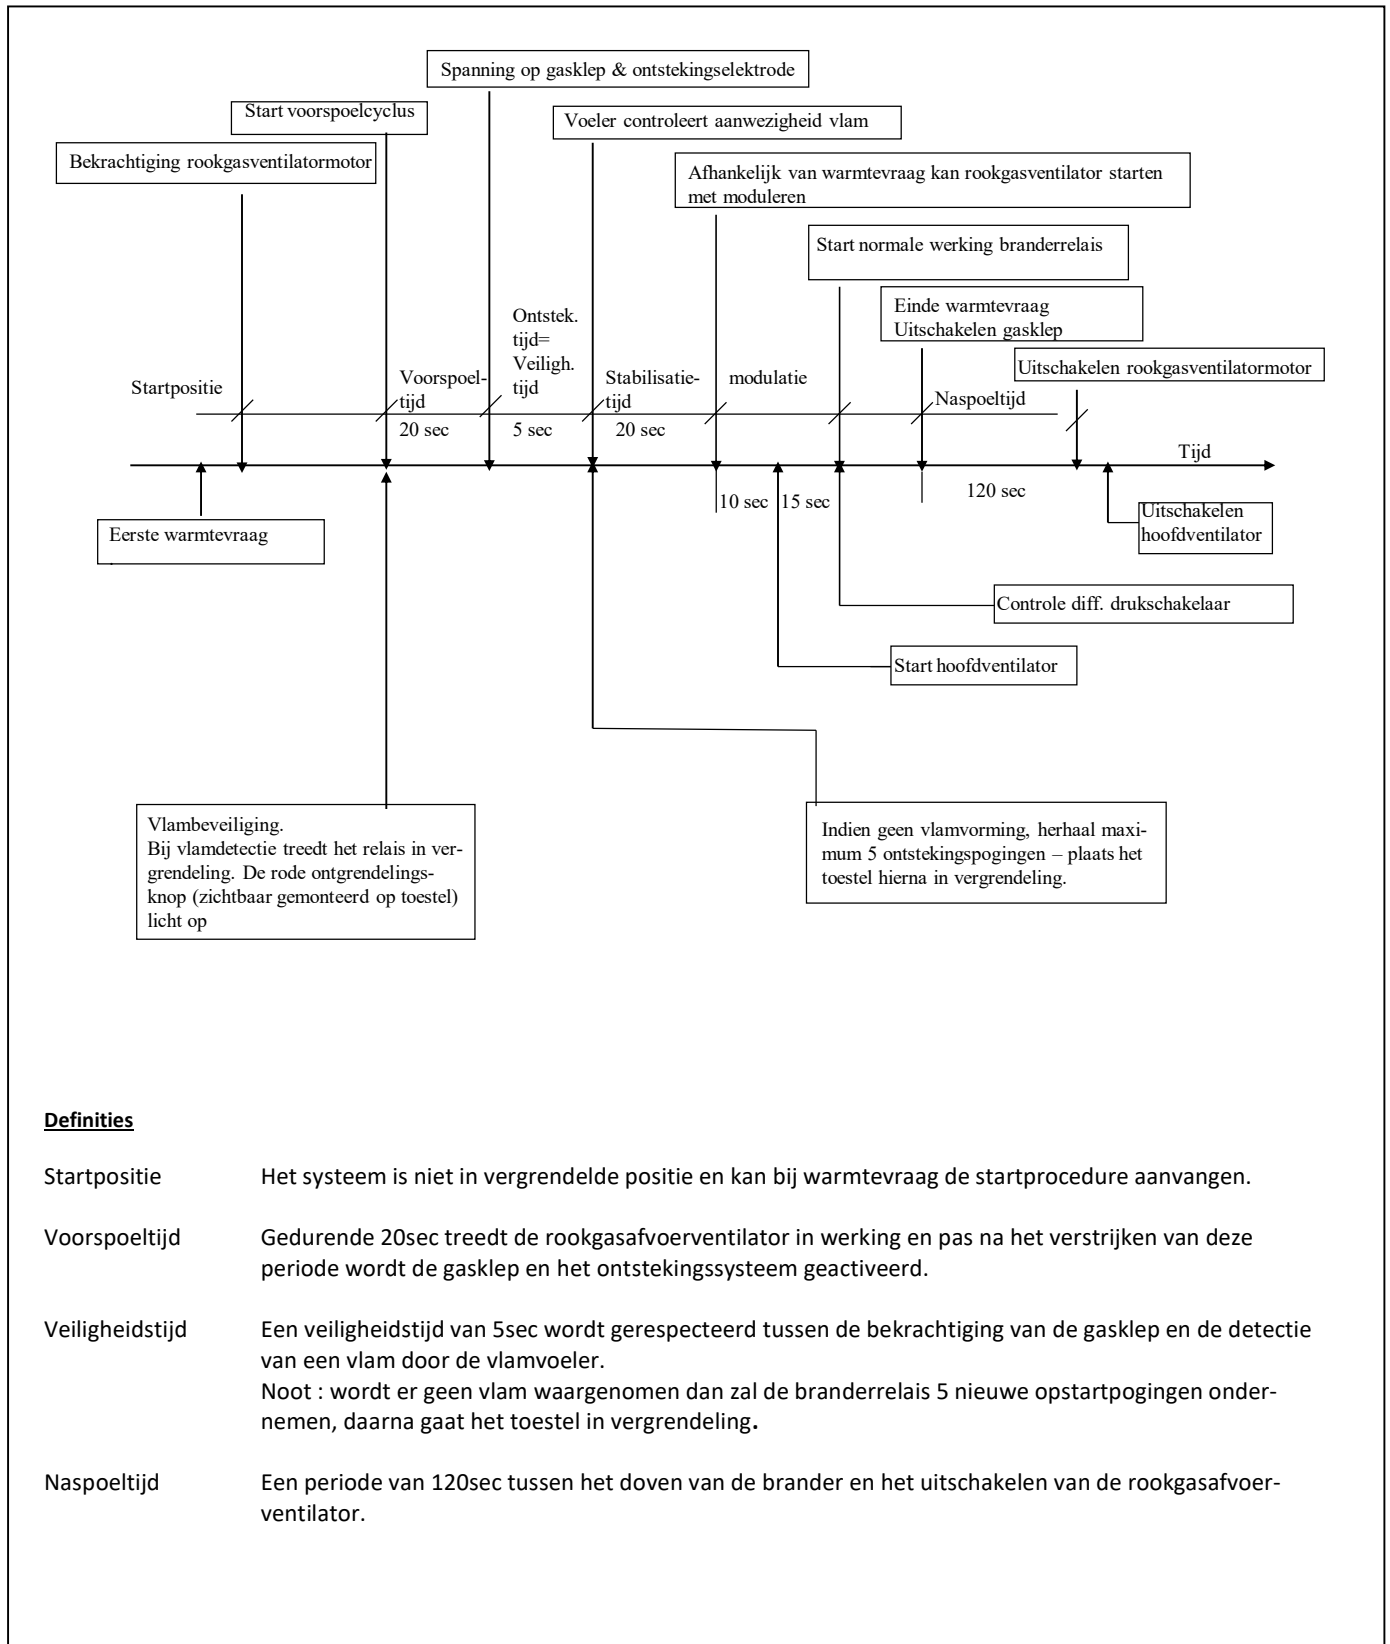 Spanning op gasklep & ontstekingselektrode
Start voorspoelcyclus
Voeler controleert aanwezigheid vlam
Bekrachtiging rookgasventilatormotor
Afhankelijk van warmtevraag kan rookgasventilator starten
met moduleren
Start normale werking branderrelais
Einde warmtevraag
Uitschakelen gasklep
Uitschakelen rookgasventilatormotor
Startpositie
Voorspoel-
tijd
20 sec
Ontstek.
tijd=
Veiligh.
tijd
5 sec
Stabilisatie-
tijd
20 sec
modulatie
Naspoeltijd
Tijd
10 sec
15 sec
120 sec
Eerste warmtevraag
.
Uitschakelen
hoofdventilator
Controle diff. drukschakelaar
Start hoofdventilator
Vlambeveiliging.
Bij vlamdetectie treedt het relais in ver-
grendeling. De rode ontgrendelings-
knop (zichtbaar gemonteerd op toestel)
licht op
Indien geen vlamvorming, herhaal maxi-
mum 5 ontstekingspogingen – plaats het
toestel hierna in vergrendeling.
Definities
Startpositie Het systeem is niet in vergrendelde positie en kan bij warmtevraag de startprocedure aanvangen.
Voorspoeltijd Gedurende 20sec treedt de rookgasafvoerventilator in werking en pas na het verstrijken van deze
periode wordt de gasklep en het ontstekingssysteem geactiveerd.
Veiligheidstijd Een veiligheidstijd van 5sec wordt gerespecteerd tussen de bekrachtiging van de gasklep en de detectie
van een vlam door de vlamvoeler.
Noot : wordt er geen vlam waargenomen dan zal de branderrelais 5 nieuwe opstartpogingen onder-
nemen, daarna gaat het toestel in vergrendeling.
Naspoeltijd Een periode van 120sec tussen het doven van de brander en het uitschakelen van de rookgasafvoer-
ventilator.